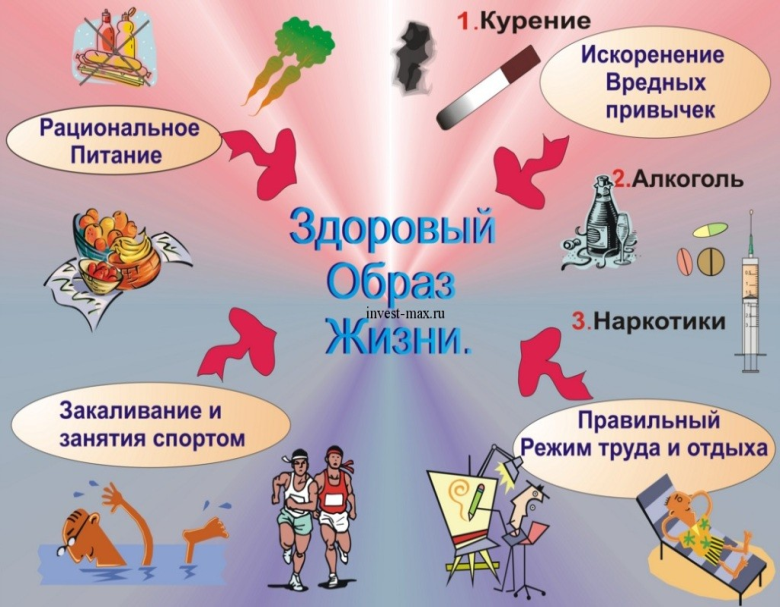 1.Курение
Искоренение
Вредных
привычек
Рациональное
Питание
2.Алкоголь
Здоровый
Образ
invest-max.ru
Жизни.
3.Наркотики
Закаливание и
занятия спортом
Правильный
Режим труда и отдыха